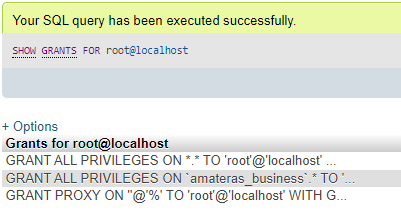 Your SQL query has been executed successfully.
SHOW GRANTS FOR root@localhost
+ Options
Grants for root@localhost
GRANT ALL PRIVILEGES ON *.* TO 'root'@'localhost' ...
GRANT ALL PRIVILEGES ON `amateras_business`.* TO '...
GRANT PROXY ON ''@'%' TO 'root'@'localhost' WITH G...